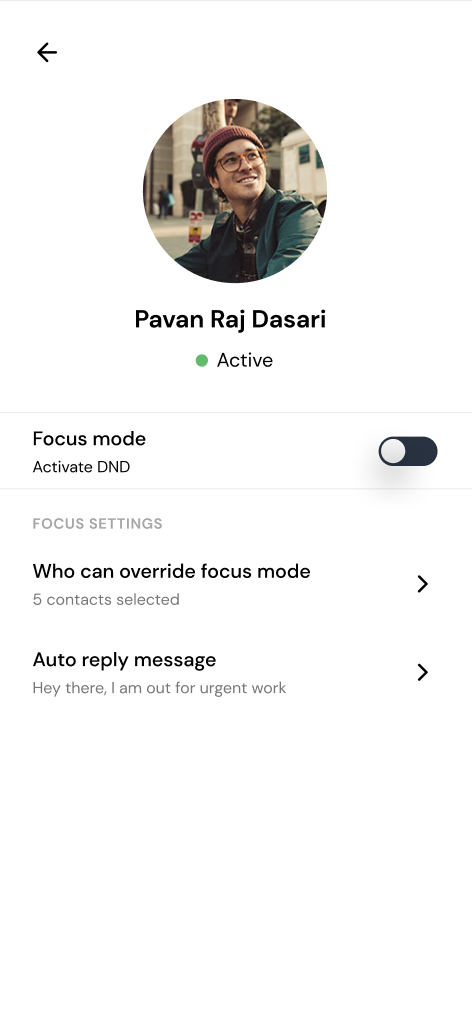 Pavan Raj Dasari
Active
Focus mode
Activate DND
FOCUS SETTINGS
Who can override focus mode
5 contacts selected
Auto reply message
Hey there, I am out for urgent work